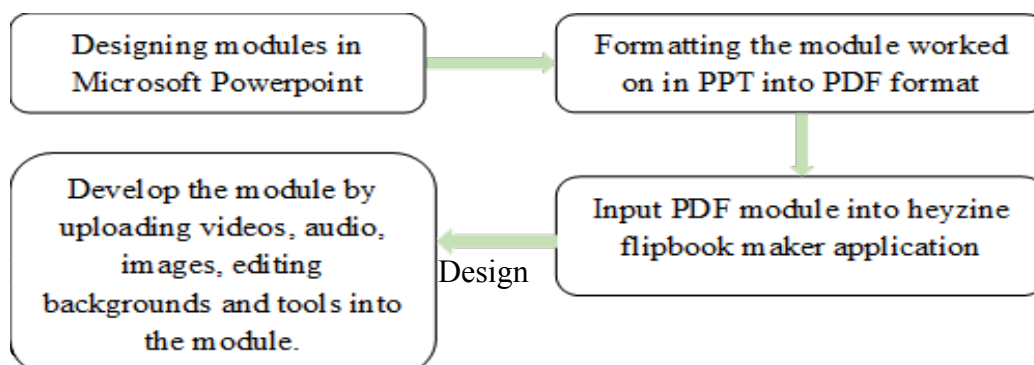 Designing modules in
Microsoft Powerpoint
Formatting the module worked
on in PPT into PDF format
Input PDF module into heyzine
flipbook maker application
Design
Develop the module by
uploading videos, audio,
images, editing
backgrounds and tools into
the module.